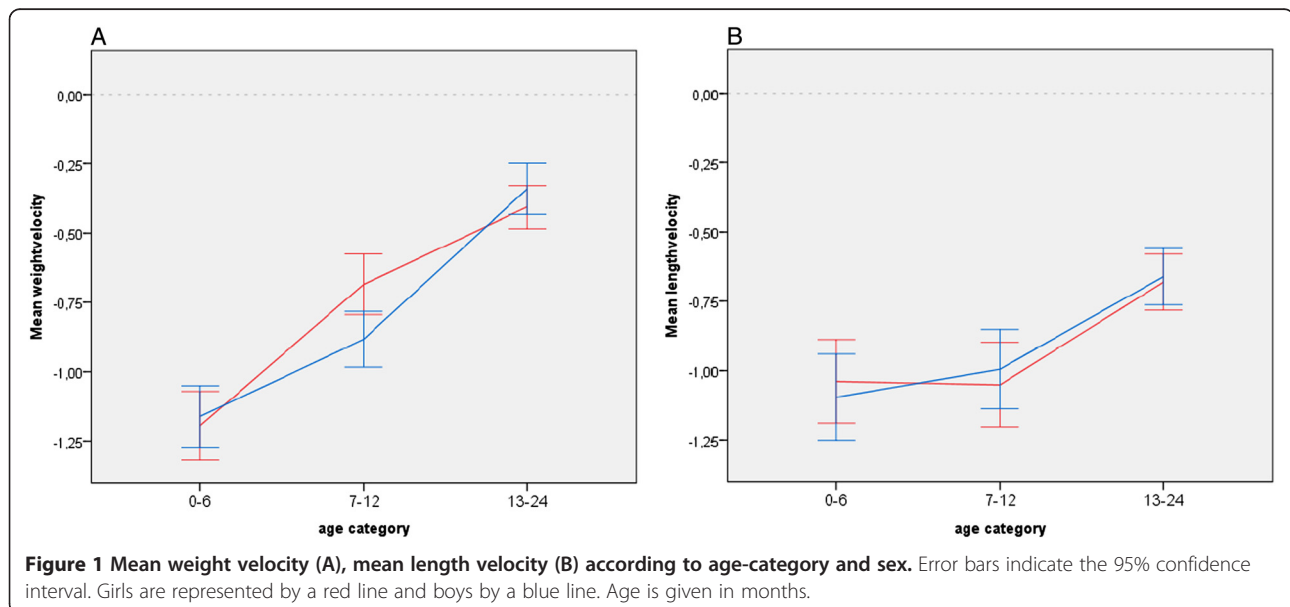 A
0,00
-0,25
-0,50
-0,75
-1,00
-1,25
Mean weightvelocity
0-6 7-12 13-24
age category
B
0,00
-0,25
-0,50
-0,75
-1,00
-1,25
Mean lengthvelocity
0-6 7-12 13-24
age category
Figure 1 Mean weight velocity (A), mean length velocity (B) according to age-category and sex. Error bars indicate the 95% confidence
interval. Girls are represented by a red line and boys by a blue line. Age is given in months.